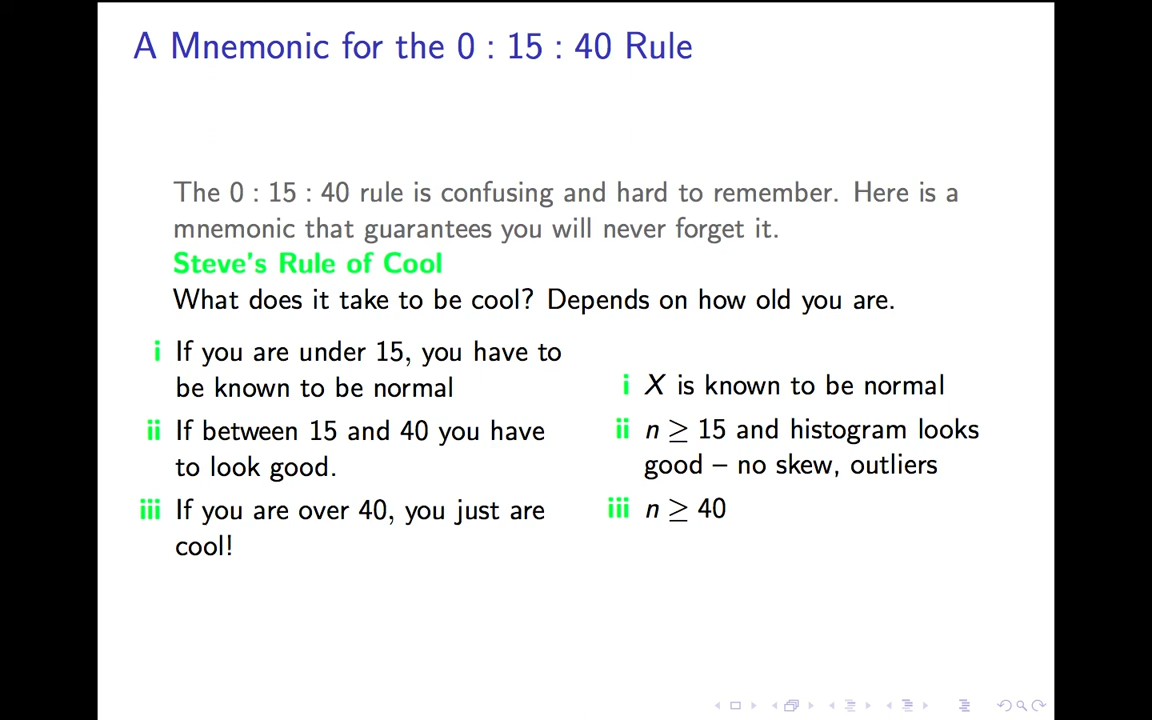 A Mnemonic for the 0 : 15 : 40 Rule
The 0 : 15 : 40 rule is confusing and hard to remember. Here is a
mnemonic that guarantees you will never forget it.
Steve's Rule of Cool
What does it take to be cool? Depends on how old you are.
i If you are under 15, you have to
be known to be normal
ii If between 15 and 40 you have
to look good.
iii If you are over 40, you just are
cool!
i X is known to be normal
ii n ≥ 15 and histogram looks
good – no skew, outliers
iii n ≥ 40